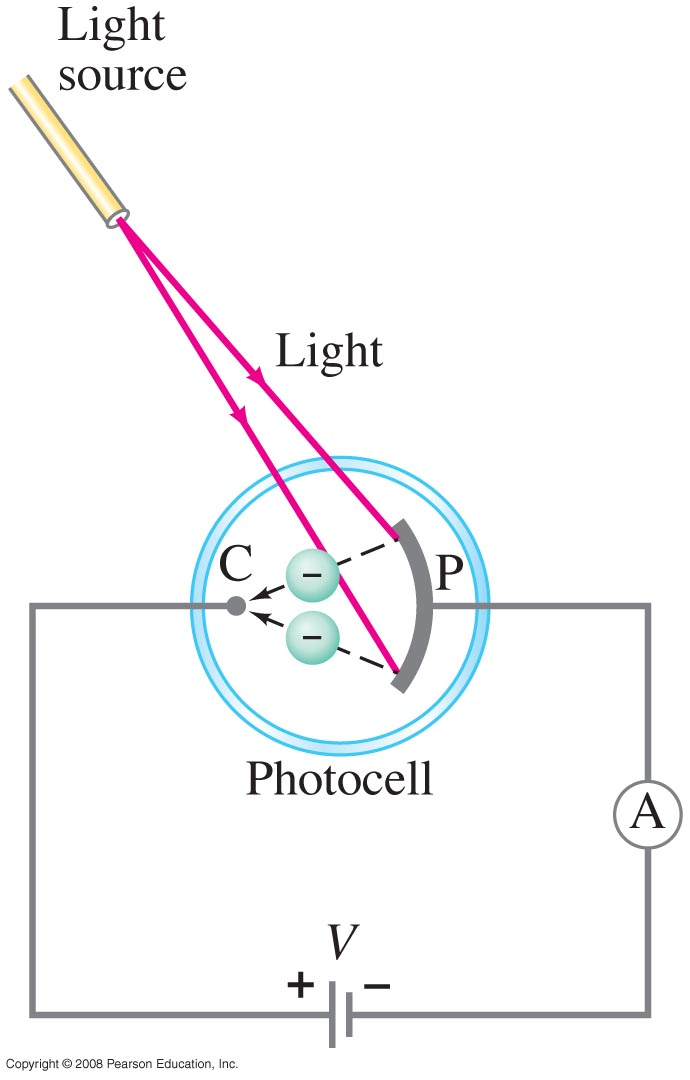 Light
source
Light
C
P
−
−
Photocell
A
V
+ −
Copyright © 2008 Pearson Education, Inc.